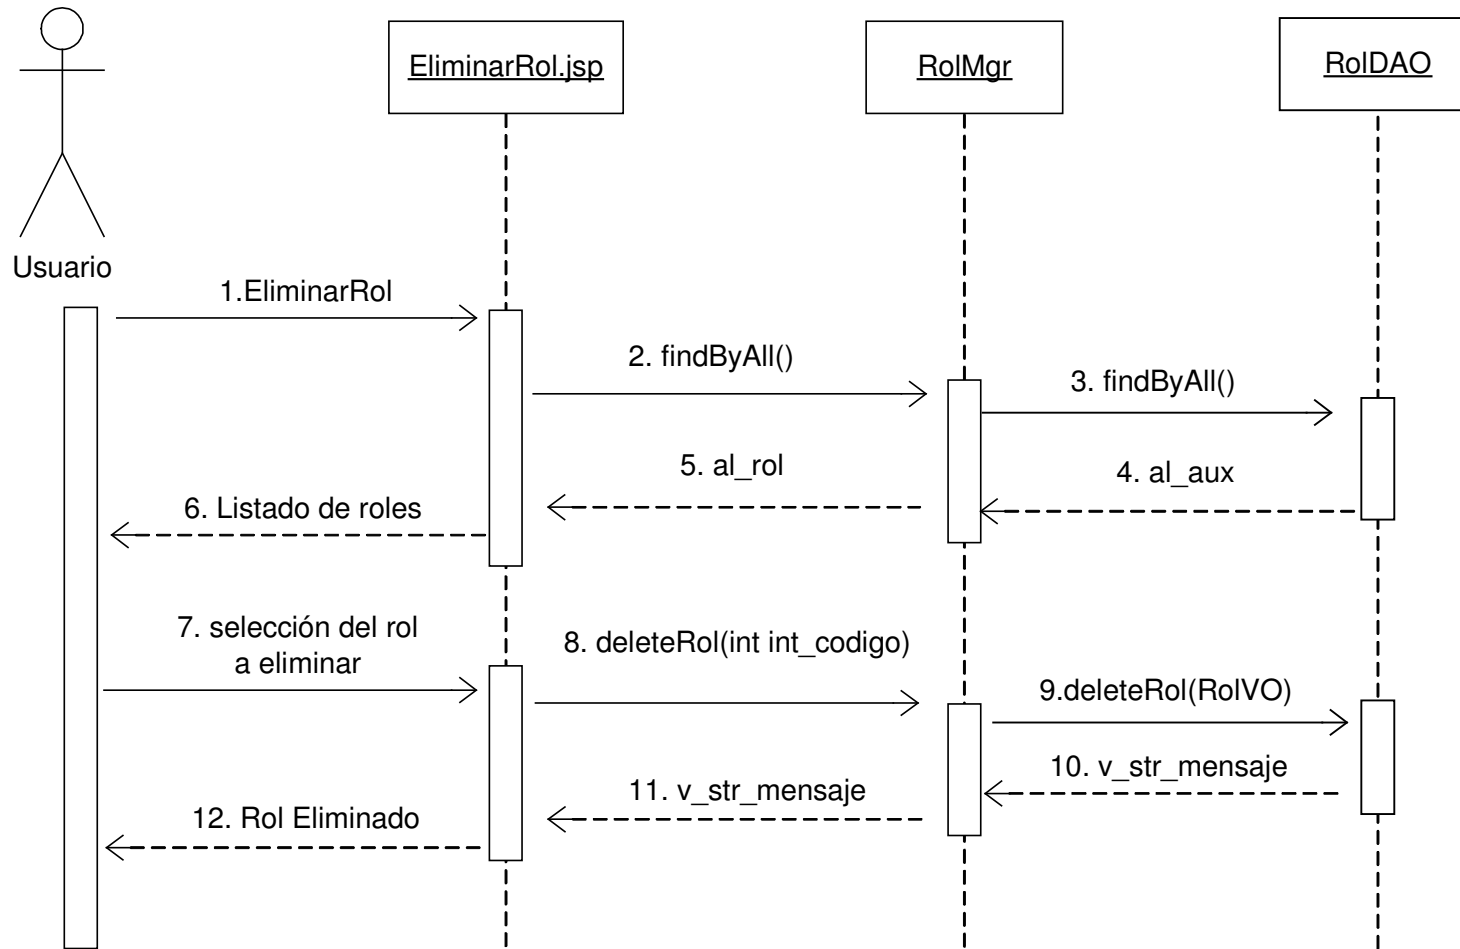 EliminarRol.jsp
RolMgr
RolDAO
Usuario
1.EliminarRol
2. findByAll()
3. findByAll()
5. al_rol
4. al_aux
6. Listado de roles
7. selección del rol
a eliminar
8. deleteRol(int int_codigo)
9.deleteRol(RolVO)
10. v_str_mensaje
11. v_str_mensaje
12. Rol Eliminado